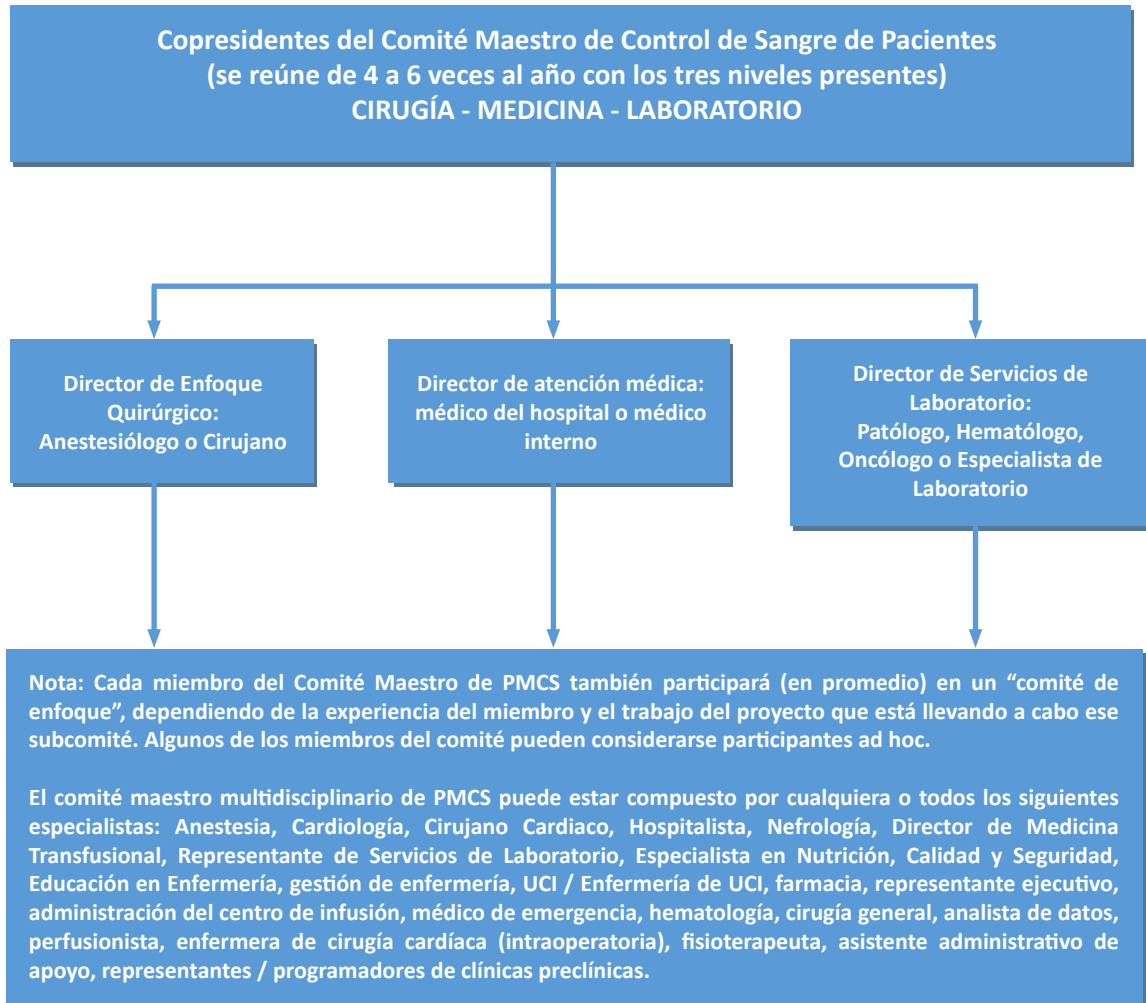 Copresidentes del Comité Maestro de Control de Sangre de Pacientes
(se reúne de 4 a 6 veces al año con los tres niveles presentes)
CIRUGÍA - MEDICINA - LABORATORIO
Director de Enfoque
Quirúrgico:
Anestesiólogo o Cirujano
Director de atención médica:
médico del hospital o médico
interno
Director de Servicios de
Laboratorio:
Patólogo, Hematólogo,
Oncólogo o Especialista de
Laboratorio
Nota: Cada miembro del Comité Maestro de PMCS también participará (en promedio) en un “comité de
enfoque”, dependiendo de la experiencia del miembro y el trabajo del proyecto que está llevando a cabo ese
subcomité. Algunos de los miembros del comité pueden considerarse participantes ad hoc.
El comité maestro multidisciplinario de PMCS puede estar compuesto por cualquiera o todos los siguientes
especialistas: Anestesia, Cardiología, Cirujano Cardiaco, Hospitalista, Nefrología, Director de Medicina
Transfusional, Representante de Servicios de Laboratorio, Especialista en Nutrición, Calidad y Seguridad,
Educación en Enfermería, gestión de enfermería, UCI / Enfermería de UCI, farmacia, representante ejecutivo,
administración del centro de infusión, médico de emergencia, hematología, cirugía general, analista de datos,
perfusionista, enfermera de cirugía cardíaca (intraoperatoria), fisioterapeuta, asistente administrativo de
apoyo, representantes / programadores de clínicas preclínicas.